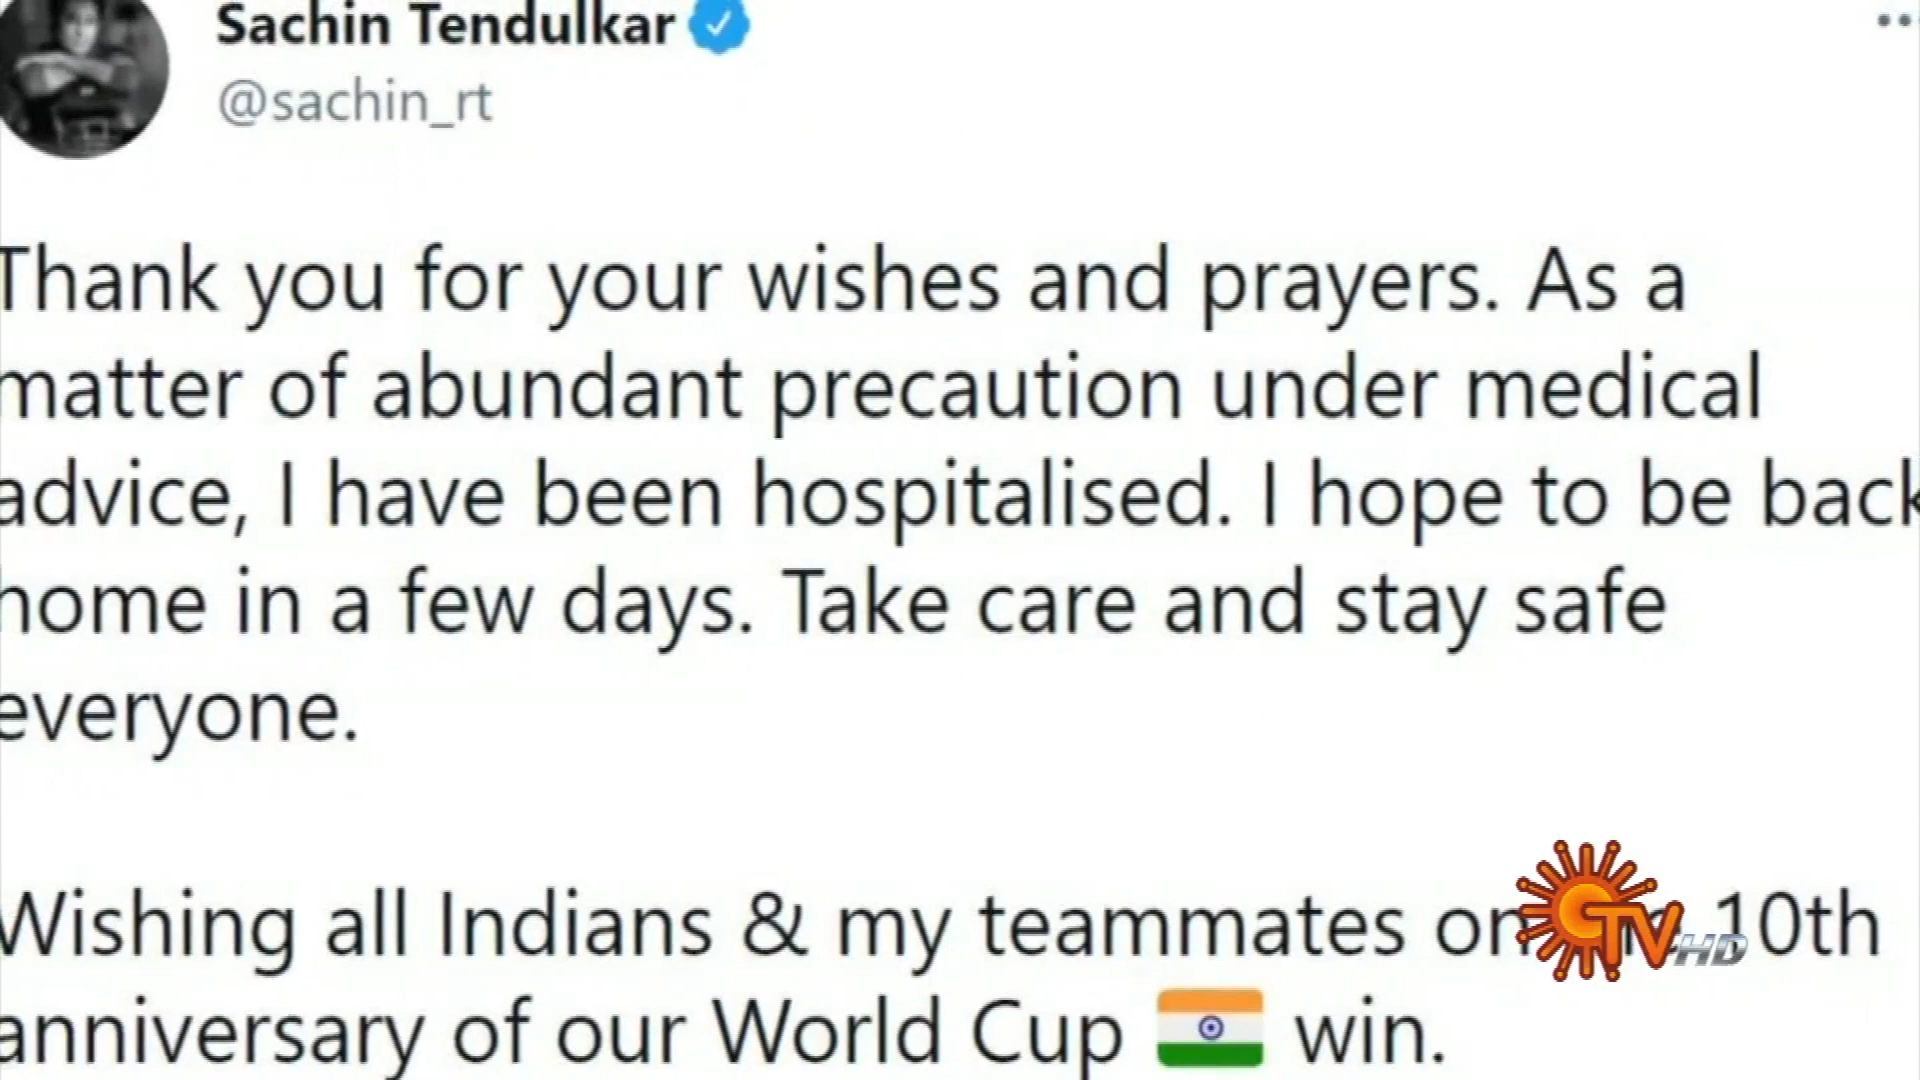 Sachin Tendulkar
@sachin_rt
Thank you for your wishes and prayers. As a
matter of abundant precaution under medical
advice, I have been hospitalised. I hope to be back
home in a few days. Take care and stay safe
everyone.
Wishing all Indians & my teammates on 10th
anniversary of our World Cup win.
TV HD